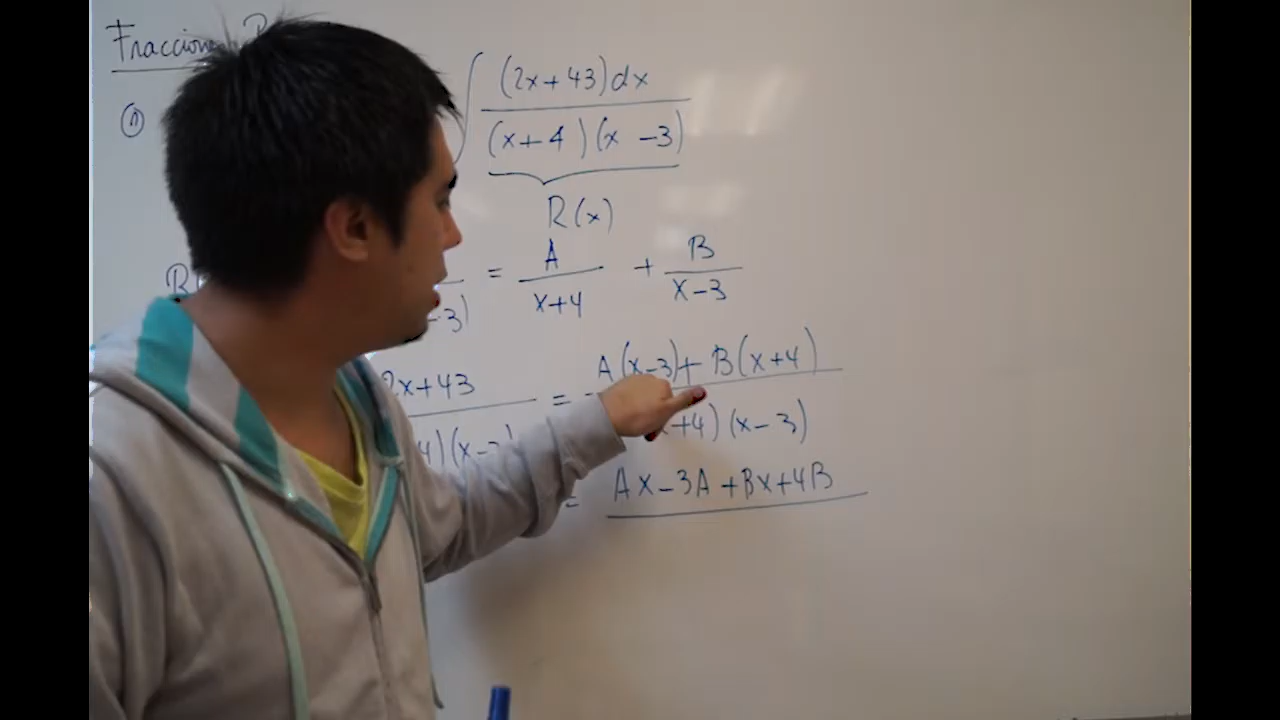 Fraccion
① ∫ (2x+43)dx
(x+4)(x -3)
R(x)
= A/x+4 + B/x-3
-3)
2x+43 = A(x-3)+B(x+4)
4)(x- +4)(x-3)
= Ax-3A+Bx+4B